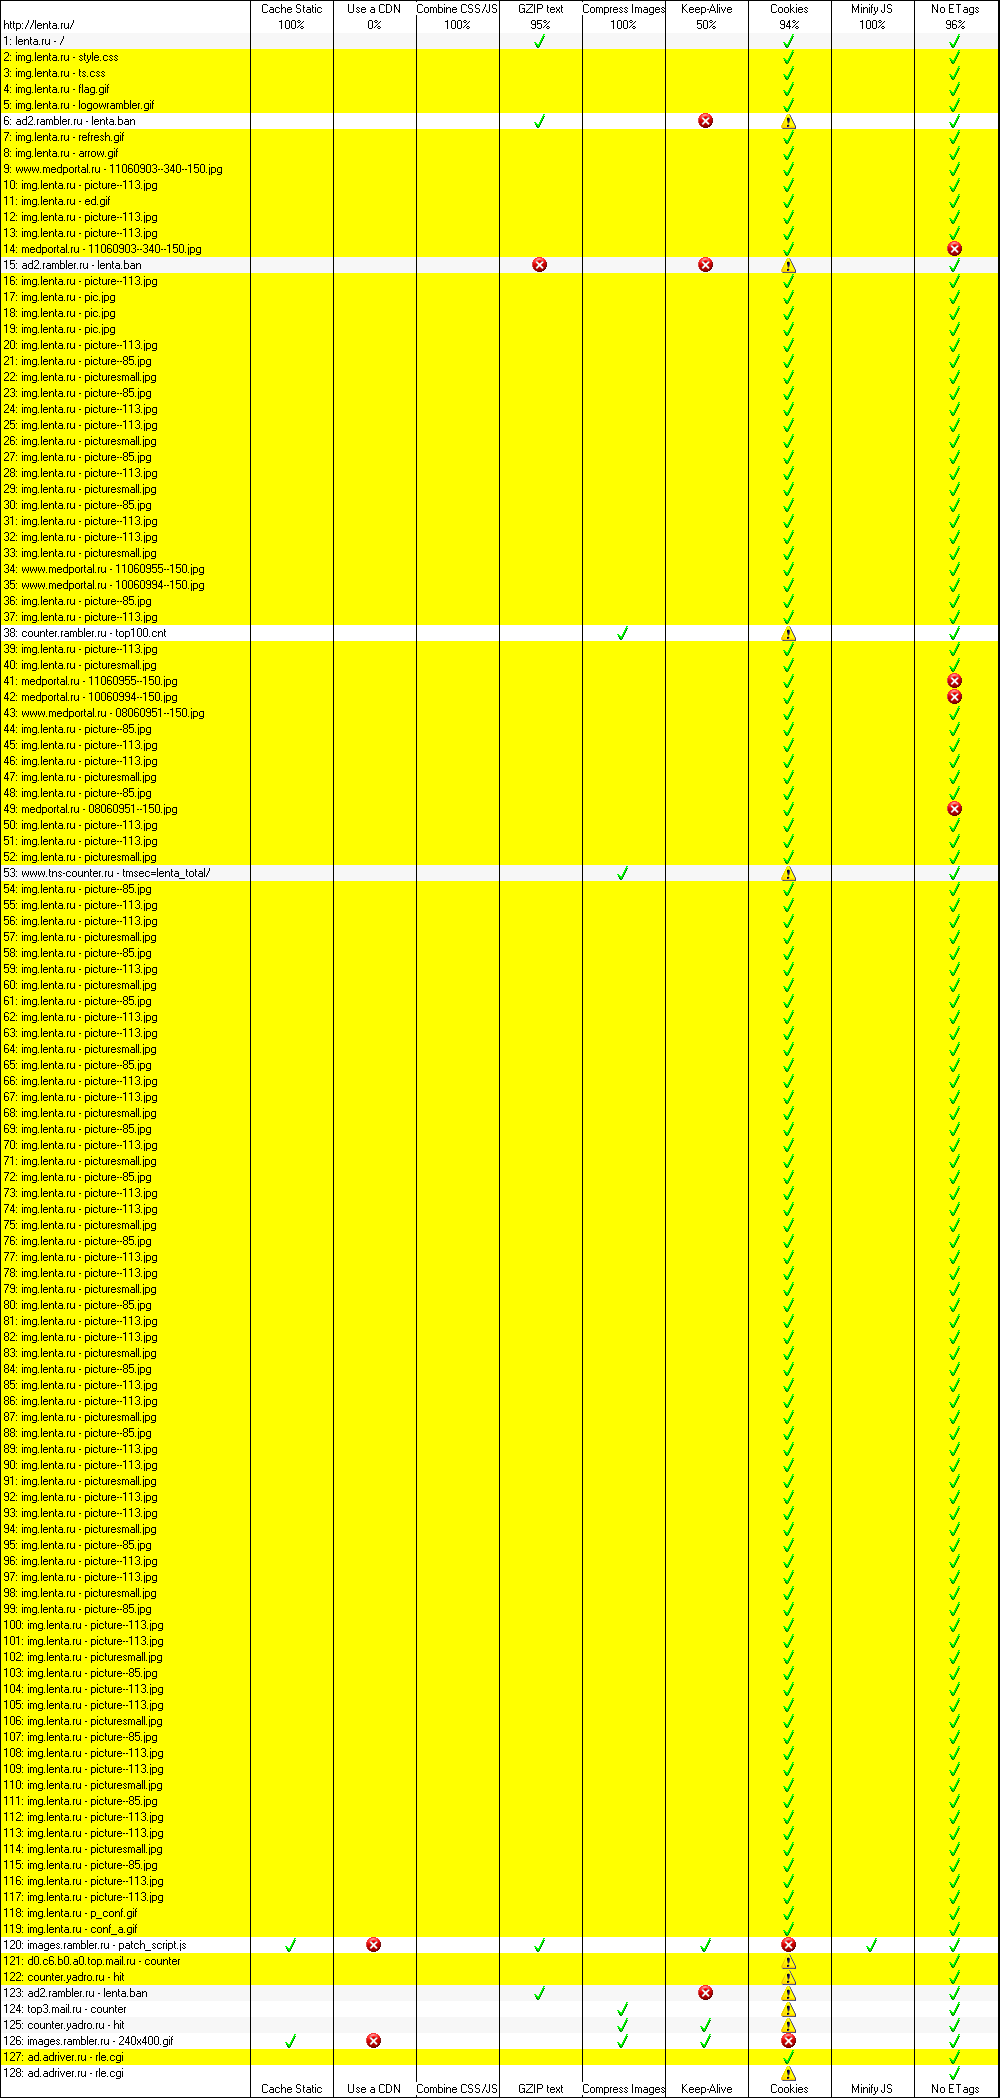 Cache Static Use a CDN Combine CSS/JS GZIP text Compress Images Keep-Alive Cookies Minify JS No ETags
http://lenta.ru/ 100% 0% 100% 95% 100% 50% 94% 100% 96%
1: lenta.ru - /
2: img.lenta.ru - style.css
3: img.lenta.ru - ts.css
4: img.lenta.ru - flag.gif
5: img.lenta.ru - logowrambler.gif
6: ad2.rambler.ru - lenta.ban
7: img.lenta.ru - refresh.gif
8: img.lenta.ru - arrow.gif
9: www.medportal.ru - 11060903--340--150.jpg
10: img.lenta.ru - picture--113.jpg
11: img.lenta.ru - ed.gif
12: img.lenta.ru - picture--113.jpg
13: img.lenta.ru - picture--113.jpg
14: medportal.ru - 11060903--340--150.jpg
15: ad2.rambler.ru - lenta.ban
16: img.lenta.ru - picture--113.jpg
17: img.lenta.ru - pic.jpg
18: img.lenta.ru - pic.jpg
19: img.lenta.ru - pic.jpg
20: img.lenta.ru - picture--113.jpg
21: img.lenta.ru - picture--85.jpg
22: img.lenta.ru - picturesmall.jpg
23: img.lenta.ru - picture--85.jpg
24: img.lenta.ru - picture--113.jpg
25: img.lenta.ru - picture--113.jpg
26: img.lenta.ru - picturesmall.jpg
27: img.lenta.ru - picture--85.jpg
28: img.lenta.ru - picture--113.jpg
29: img.lenta.ru - picturesmall.jpg
30: img.lenta.ru - picture--85.jpg
31: img.lenta.ru - picture--113.jpg
32: img.lenta.ru - picture--113.jpg
33: img.lenta.ru - picturesmall.jpg
34: www.medportal.ru - 11060955--150.jpg
35: www.medportal.ru - 10060994--150.jpg
36: img.lenta.ru - picture--85.jpg
37: img.lenta.ru - picture--113.jpg
38: counter.rambler.ru - top100.cnt
39: img.lenta.ru - picture--113.jpg
40: img.lenta.ru - picturesmall.jpg
41: medportal.ru - 11060955--150.jpg
42: medportal.ru - 10060994--150.jpg
43: www.medportal.ru - 08060951--150.jpg
44: img.lenta.ru - picture--85.jpg
45: img.lenta.ru - picture--113.jpg
46: img.lenta.ru - picture--113.jpg
47: img.lenta.ru - picturesmall.jpg
48: img.lenta.ru - picture--85.jpg
49: medportal.ru - 08060951--150.jpg
50: img.lenta.ru - picture--113.jpg
51: img.lenta.ru - picture--113.jpg
52: img.lenta.ru - picturesmall.jpg
53: www.tns-counter.ru - tmsec=lenta_total/
54: img.lenta.ru - picture--85.jpg
55: img.lenta.ru - picture--113.jpg
56: img.lenta.ru - picture--113.jpg
57: img.lenta.ru - picturesmall.jpg
58: img.lenta.ru - picture--85.jpg
59: img.lenta.ru - picture--113.jpg
60: img.lenta.ru - picturesmall.jpg
61: img.lenta.ru - picture--85.jpg
62: img.lenta.ru - picture--113.jpg
63: img.lenta.ru - picture--113.jpg
64: img.lenta.ru - picturesmall.jpg
65: img.lenta.ru - picture--85.jpg
66: img.lenta.ru - picture--113.jpg
67: img.lenta.ru - picture--113.jpg
68: img.lenta.ru - picturesmall.jpg
69: img.lenta.ru - picture--85.jpg
70: img.lenta.ru - picture--113.jpg
71: img.lenta.ru - picturesmall.jpg
72: img.lenta.ru - picture--85.jpg
73: img.lenta.ru - picture--113.jpg
74: img.lenta.ru - picture--113.jpg
75: img.lenta.ru - picturesmall.jpg
76: img.lenta.ru - picture--85.jpg
77: img.lenta.ru - picture--113.jpg
78: img.lenta.ru - picture--113.jpg
79: img.lenta.ru - picturesmall.jpg
80: img.lenta.ru - picture--85.jpg
81: img.lenta.ru - picture--113.jpg
82: img.lenta.ru - picture--113.jpg
83: img.lenta.ru - picturesmall.jpg
84: img.lenta.ru - picture--85.jpg
85: img.lenta.ru - picture--113.jpg
86: img.lenta.ru - picture--113.jpg
87: img.lenta.ru - picturesmall.jpg
88: img.lenta.ru - picture--85.jpg
89: img.lenta.ru - picture--113.jpg
90: img.lenta.ru - picture--113.jpg
91: img.lenta.ru - picturesmall.jpg
92: img.lenta.ru - picture--113.jpg
93: img.lenta.ru - picture--113.jpg
94: img.lenta.ru - picturesmall.jpg
95: img.lenta.ru - picture--85.jpg
96: img.lenta.ru - picture--113.jpg
97: img.lenta.ru - picture--113.jpg
98: img.lenta.ru - picturesmall.jpg
99: img.lenta.ru - picture--85.jpg
100: img.lenta.ru - picture--113.jpg
101: img.lenta.ru - picture--113.jpg
102: img.lenta.ru - picturesmall.jpg
103: img.lenta.ru - picture--85.jpg
104: img.lenta.ru - picture--113.jpg
105: img.lenta.ru - picture--113.jpg
106: img.lenta.ru - picturesmall.jpg
107: img.lenta.ru - picture--85.jpg
108: img.lenta.ru - picture--113.jpg
109: img.lenta.ru - picture--113.jpg
110: img.lenta.ru - picturesmall.jpg
111: img.lenta.ru - picture--85.jpg
112: img.lenta.ru - picture--113.jpg
113: img.lenta.ru - picture--113.jpg
114: img.lenta.ru - picturesmall.jpg
115: img.lenta.ru - picture--85.jpg
116: img.lenta.ru - picture--113.jpg
117: img.lenta.ru - picture--113.jpg
118: img.lenta.ru - p_conf.gif
119: img.lenta.ru - conf_a.gif
120: images.rambler.ru - patch_script.js
121: d0.c6.b0.a0.top.mail.ru - counter
122: counter.yadro.ru - hit
123: ad2.rambler.ru - lenta.ban
124: top3.mail.ru - counter
125: counter.yadro.ru - hit
126: images.rambler.ru - 240x400.gif
127: ad.adriver.ru - rle.cgi
128: ad.adriver.ru - rle.cgi
Cache Static Use a CDN Combine CSS/JS GZIP text Compress Images Keep-Alive Cookies Minify JS No ETags